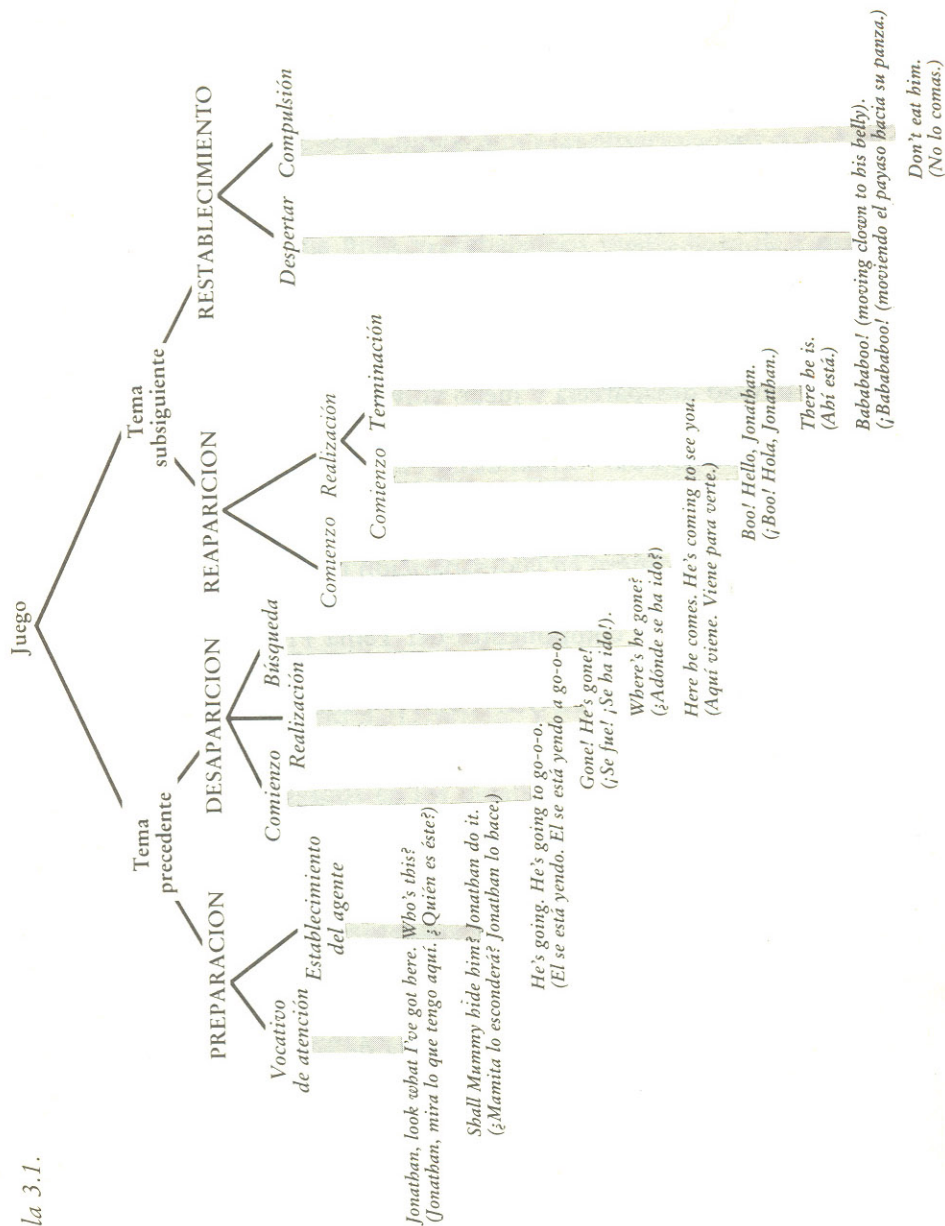 la 3.1.
Juego
Tema
precedente
Tema
subsiguiente
PREPARACION
DESAPARICION
REAPARICION
RESTABLECIMIENTO
Vocativo
de atención
Establecimiento
del agente
Comienzo
Realización
Búsqueda
Comienzo
Realización
Comienzo
Terminación
Despertar
Compulsión
Jonathan, look what I've got here. Who's this?
(Jonathan, mira lo que tengo aquí. ¿Quién es éste?)
Shall Mummy hide him? Jonathan do it.
(¿Mamita lo esconderá? Jonathan lo hace.)
He's going. He's going to go-o-o.
(El se está yendo. El se está yendo a go-o-o.)
Gone! He's gone!
(¡Se fue! ¡Se ha ido!).
Where's he gone?
(¿Adónde se ha ido?)
Here he comes. He's coming to see you.
(Aquí viene. Viene para verte.)
Boo! Hello, Jonathan.
(¡Boo! Hola, Jonathan.)
There he is.
(Ahí está.)
Babababoo! (moving clown to his belly).
(¡Babababoo! (moviendo el payaso hacia su panza.)
Don't eat him.
(No lo comas.)